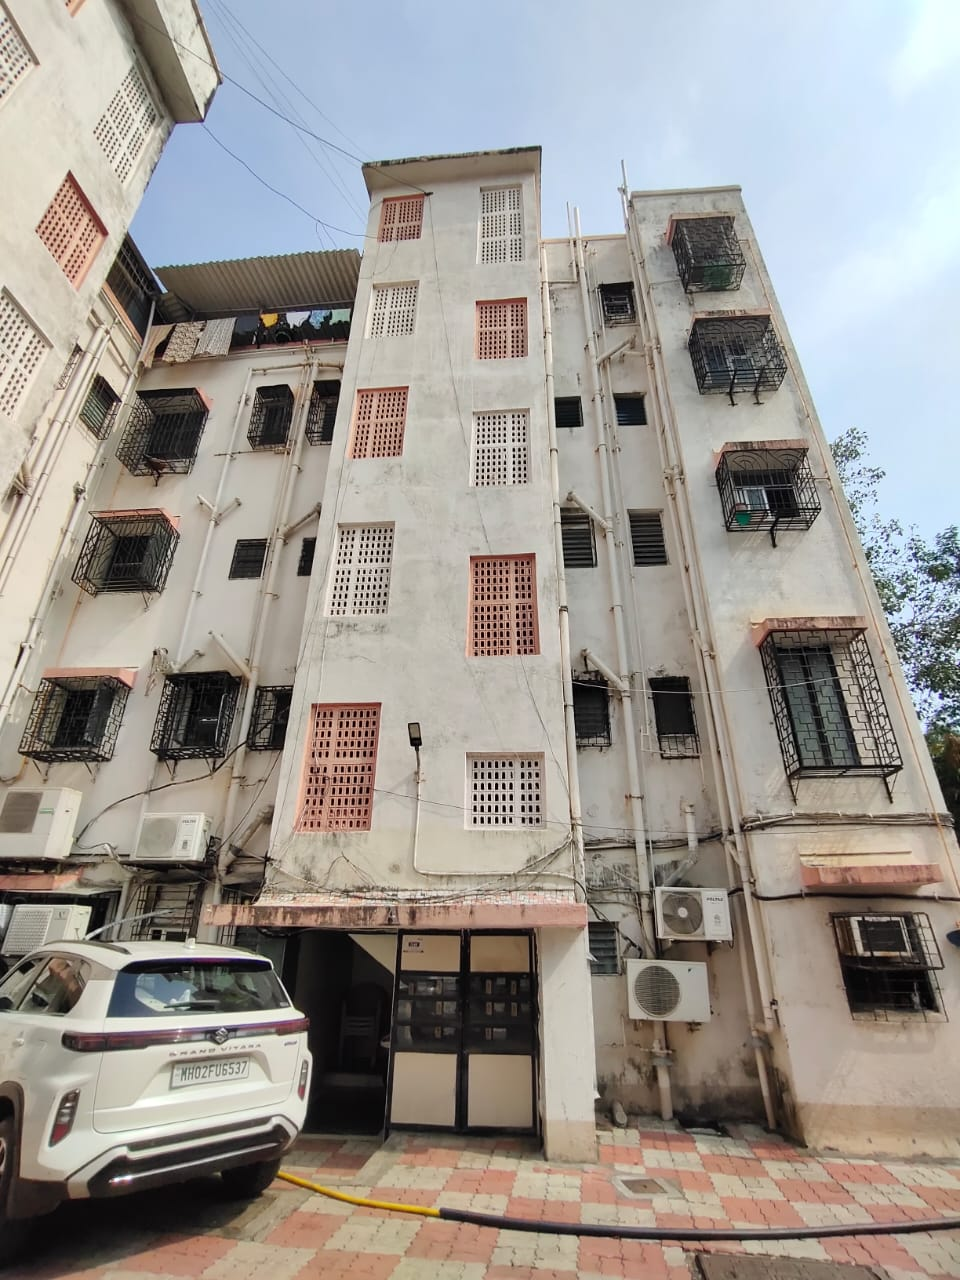 VOLTAS
VOLTAS
GRAND VITARA
MH02FU6537